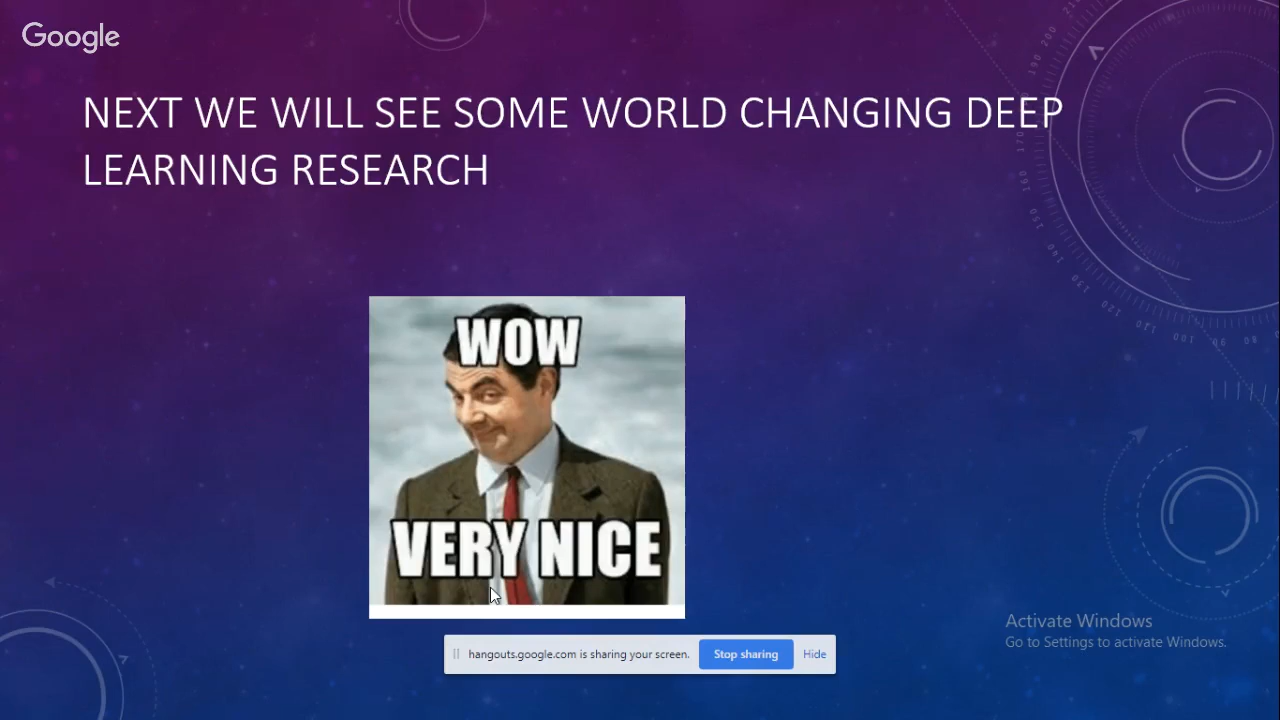 Google
NEXT WE WILL SEE SOME WORLD CHANGING DEEP
LEARNING RESEARCH
WOW
VERY NICE
Activate Windows
Go to Settings to activate Windows.
hangouts.google.com is sharing your screen.
Stop sharing
Hide